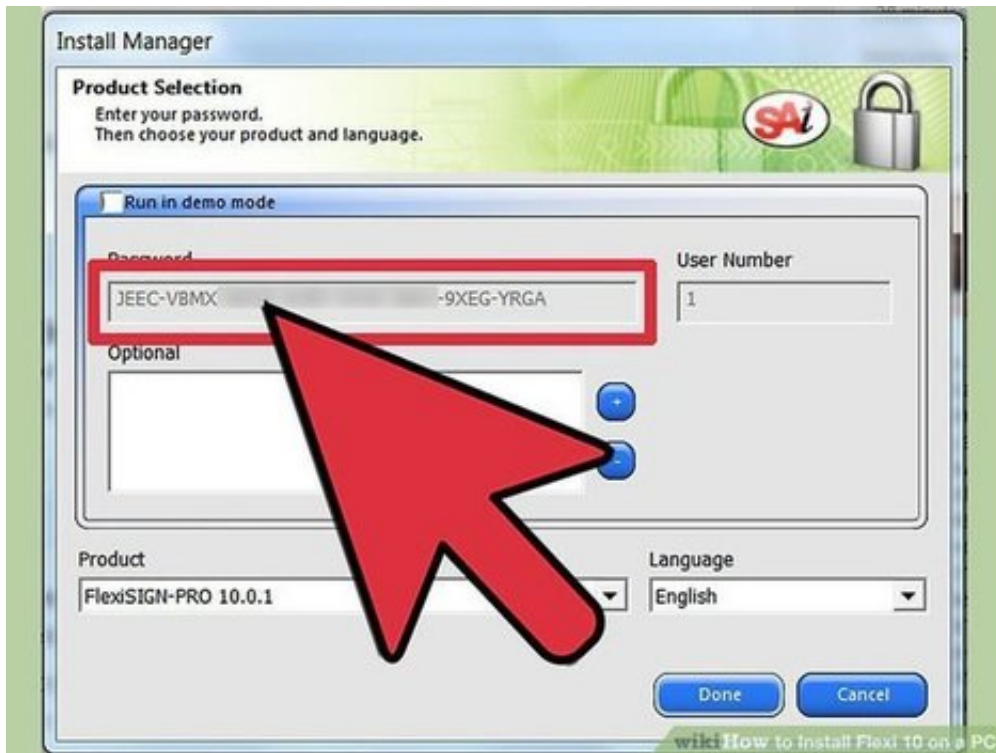 Install Manager
Product Selection
Enter your password.
Then choose your product and language.
SAi
Run in demo mode
Password
User Number
JEEC-VBMX -9XEG-YRGA
1
Optional
+
-
Product
Language
FlexiSIGN-PRO 10.0.1
English
Done
Cancel
wikiHow to Install Flexi 10 on a PC